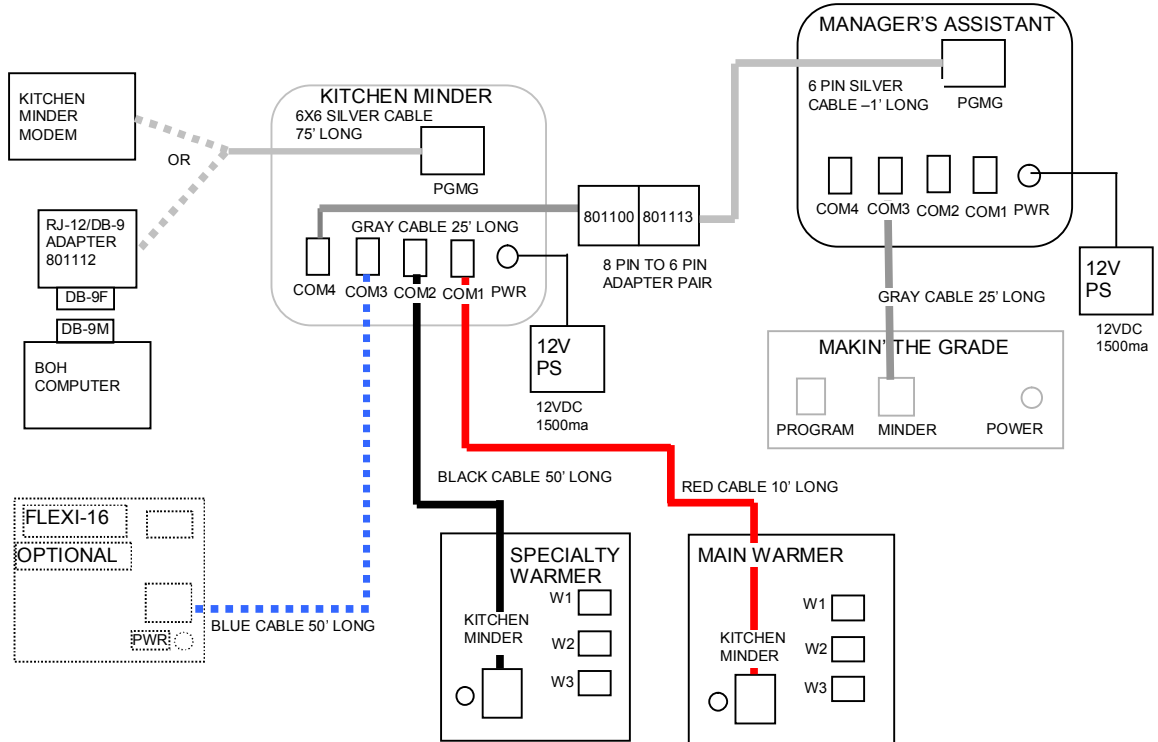 MANAGER'S ASSISTANT
6 PIN SILVER
CABLE –1' LONG
PGMG
COM4
COM3
COM2
COM1
PWR
12V
PS
12VDC
1500ma
KITCHEN
MINDER
MODEM
OR
KITCHEN MINDER
6X6 SILVER CABLE
75' LONG
PGMG
GRAY CABLE 25' LONG
COM4
COM3
COM2
COM1
PWR
801100
801113
8 PIN TO 6 PIN
ADAPTER PAIR
RJ-12/DB-9
ADAPTER
801112
DB-9F
DB-9M
BOH
COMPUTER
12V
PS
12VDC
1500ma
GRAY CABLE 25' LONG
MAKIN' THE GRADE
PROGRAM
MINDER
POWER
BLACK CABLE 50' LONG
RED CABLE 10' LONG
FLEXI-16
OPTIONAL
PWR
BLUE CABLE 50' LONG
SPECIALTY
WARMER
W1
KITCHEN
MINDER
W2
W3
MAIN WARMER
W1
KITCHEN
MINDER
W2
W3